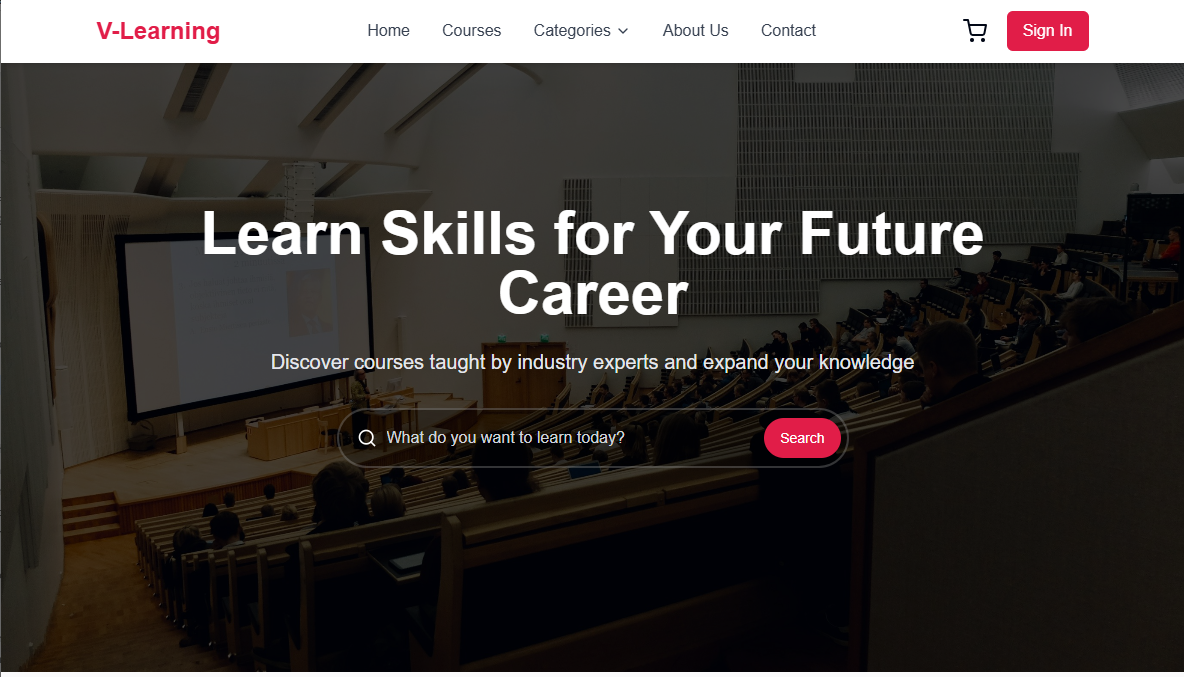 V-Learning
Home
Courses
Categories
About Us
Contact
Sign In
Learn Skills for Your Future
Career
Discover courses taught by industry experts and expand your knowledge
What do you want to learn today?
Search